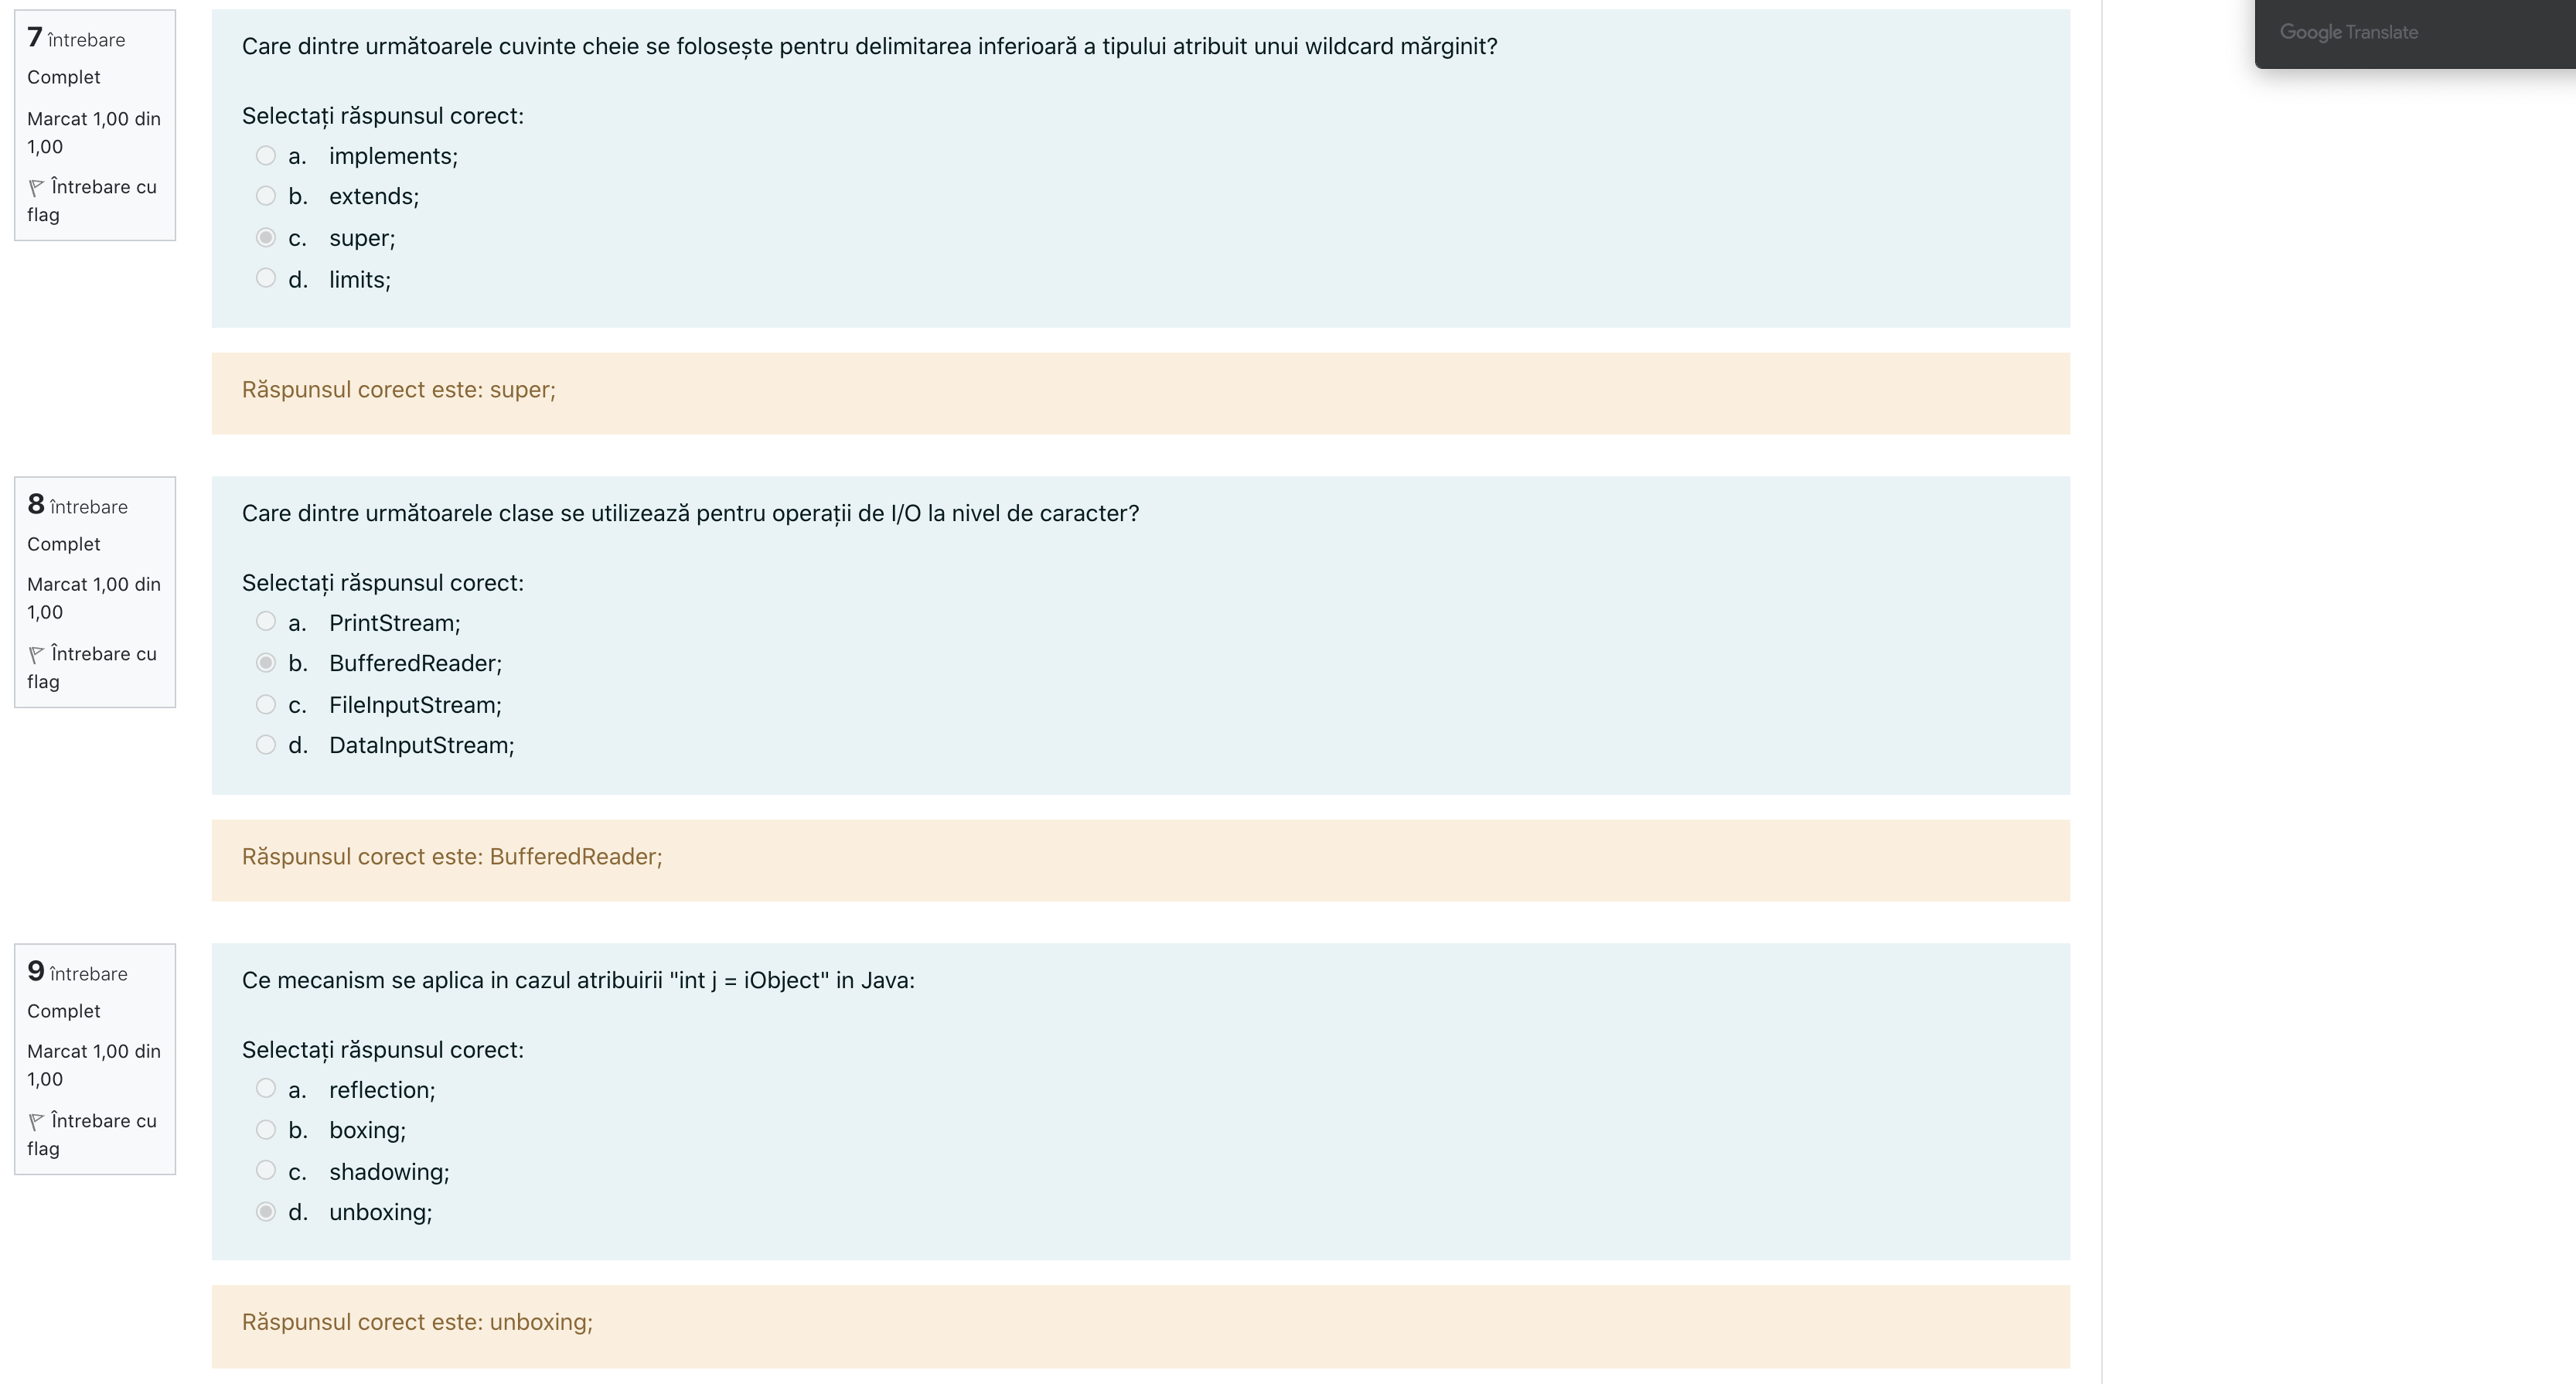 7 întrebare
Complet
Marcat 1,00 din
1,00
Întrebare cu
flag
Care dintre următoarele cuvinte cheie se folosește pentru delimitarea inferioară a tipului atribuit unui wildcard mărginit?
Selectați răspunsul corect:
a. implements;
b. extends;
c. super;
d. limits;
Răspunsul corect este: super;
8 întrebare
Complet
Marcat 1,00 din
1,00
Întrebare cu
flag
Care dintre următoarele clase se utilizează pentru operații de I/O la nivel de caracter?
Selectați răspunsul corect:
a. PrintStream;
b. BufferedReader;
c. FileInputStream;
d. DataInputStream;
Răspunsul corect este: BufferedReader;
9 întrebare
Complet
Marcat 1,00 din
1,00
Întrebare cu
flag
Ce mecanism se aplica in cazul atribuirii "int j = iObject" in Java:
Selectați răspunsul corect:
a. reflection;
b. boxing;
c. shadowing;
d. unboxing;
Răspunsul corect este: unboxing;
Google Translate